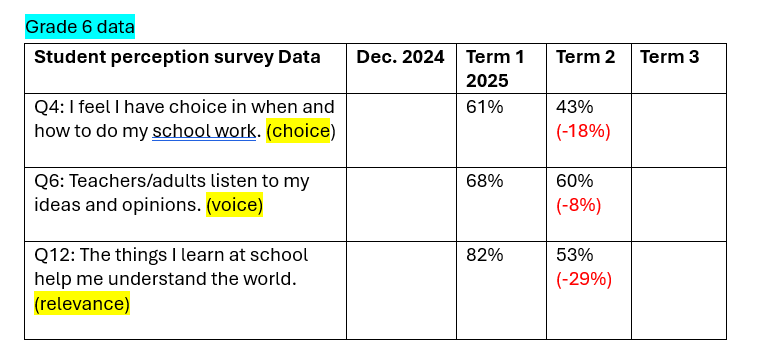 Grade 6 data
Student perception survey Data
Dec. 2024
Term 1
2025
Term 2
Term 3
Q4: I feel I have choice in when and
how to do my school work. (choice)
61%
43%
(-18%)
Q6: Teachers/adults listen to my
ideas and opinions. (voice)
68%
60%
(-8%)
Q12: The things I learn at school
help me understand the world.
(relevance)
82%
53%
(-29%)